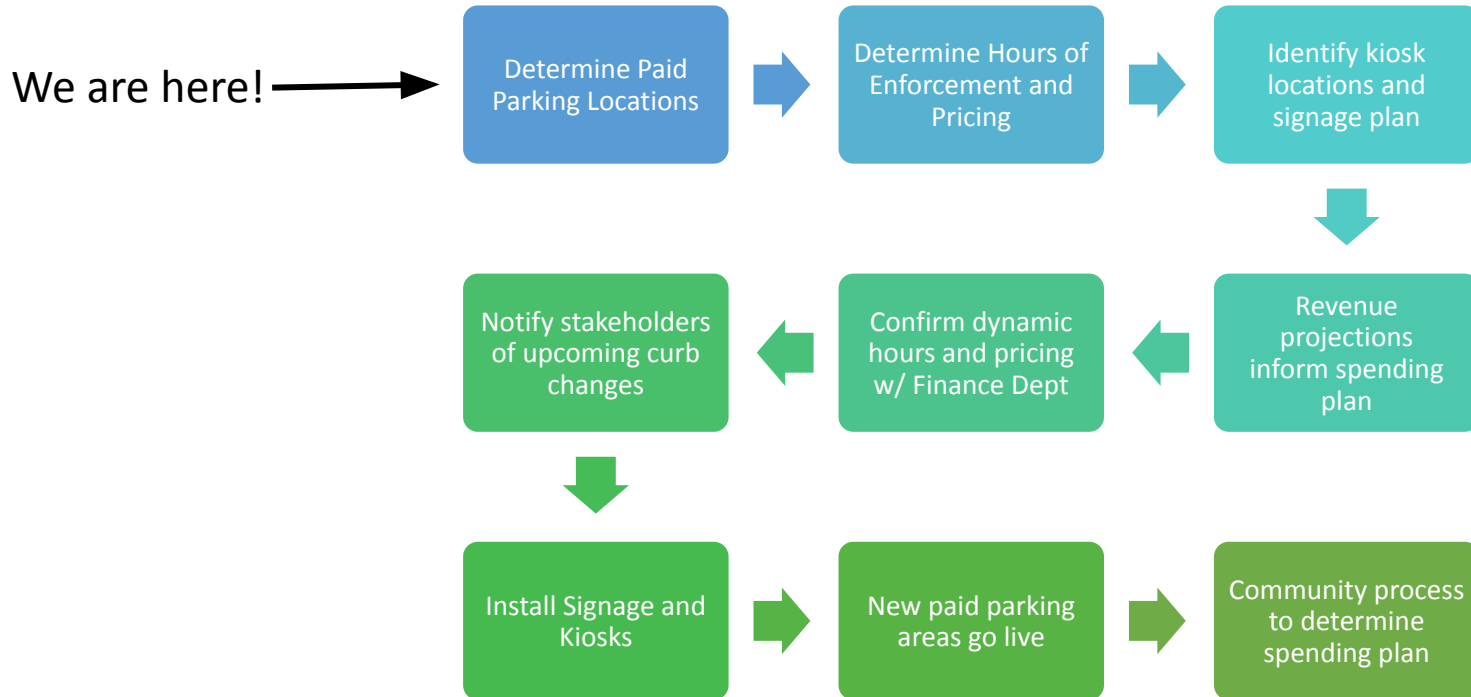 We are here!
Determine Paid
Parking Locations
Determine Hours of
Enforcement and
Pricing
Identify kiosk
locations and
signage plan
Revenue
projections
inform spending
plan
Confirm dynamic
hours and pricing
w/ Finance Dept
Notify stakeholders
of upcoming curb
changes
Install Signage and
Kiosks
New paid parking
areas go live
Community process
to determine
spending plan